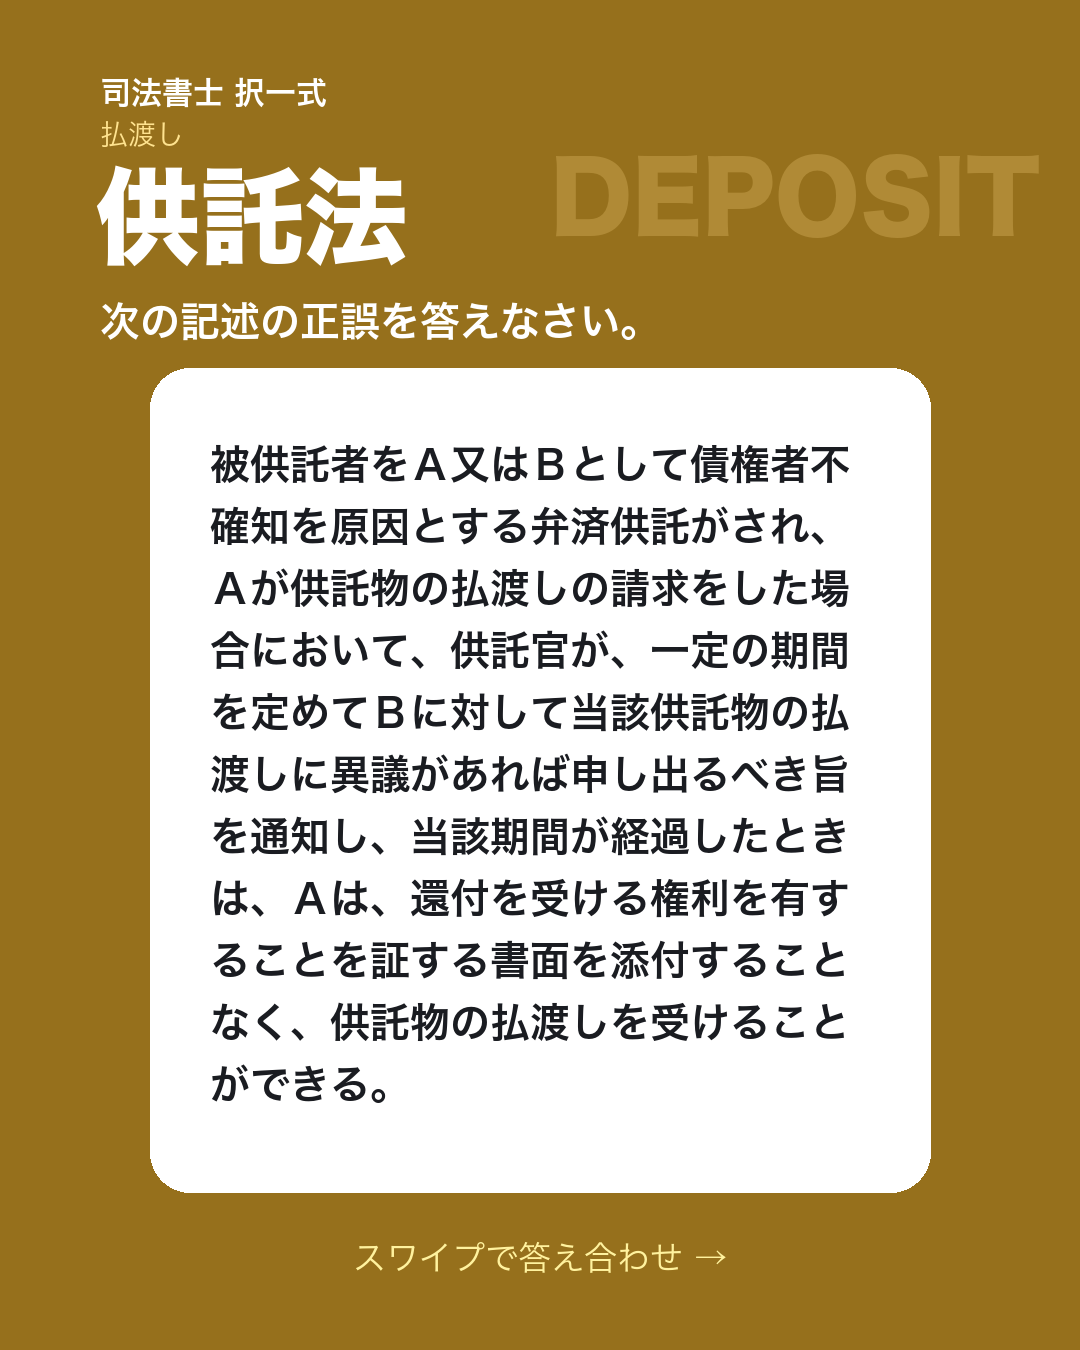 司法書士 択一式
払渡し
供託法
DEPOSIT
次の記述の正誤を答えなさい。
被供託者をＡ又はＢとして債権者不
確知を原因とする弁済供託がされ、
Ａが供託物の払渡しの請求をした場
合において、供託官が、一定の期間
を定めてＢに対して当該供託物の払
渡しに異議があれば申し出るべき旨
を通知し、当該期間が経過したとき
は、Ａは、還付を受ける権利を有す
ることを証する書面を添付すること
なく、供託物の払渡しを受けること
ができる。
スワイプで答え合わせ →